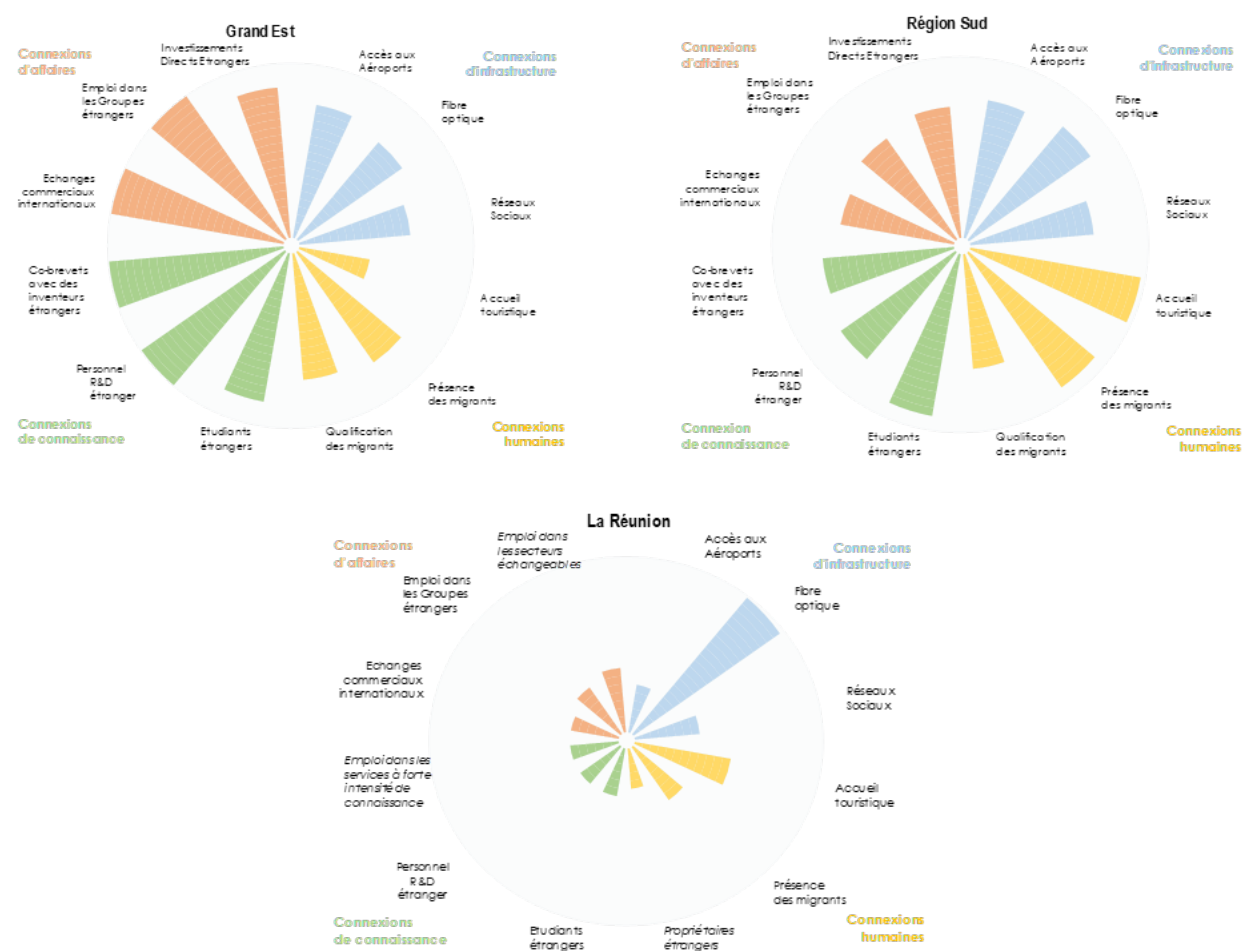 Grand Est
Connexions
d'affaires
Investissements
Directs Etrangers
Accès aux
Aéroports
Connexions
d'infrastructure
Emploi dans
les Groupes
étrangers
Fibre
optique
Echanges
commerciaux
internationaux
Réseaux
Sociaux
Co-brevets
avec des
inventeurs
étrangers
Accueil
touristique
Personnel
R&D
étranger
Présence
des migrants
Connexions
de connaissance
Etudiants
étrangers
Qualification
des migrants
Connexions
humaines
Région Sud
Connexions
d'affaires
Investissements
Directs Etrangers
Accès aux
Aéroports
Connexions
d'infrastructure
Emploi dans
les Groupes
étrangers
Fibre
optique
Echanges
commerciaux
internationaux
Réseaux
Sociaux
Co-brevets
avec des
inventeurs
étrangers
Accueil
touristique
Personnel
R&D
étranger
Présence
des migrants
Connexion
de connaissance
Etudiants
étrangers
Qualification
des migrants
Connexions
humaines
La Réunion
Connexions
d'affaires
Emploi dans
les secteurs
échangeables
Accès aux
Aéroports
Connexions
d'infrastructure
Emploi dans
les Groupes
étrangers
Fibre
optique
Echanges
commerciaux
internationaux
Réseaux
Sociaux
Emploi dans les
services à forte
intensité de
connaissance
Accueil
touristique
Personnel
R&D
étranger
Présence
des migrants
Connexions
de connaissance
Etudiants
étrangers
Propriétaires
étrangers
Connexions
humaines